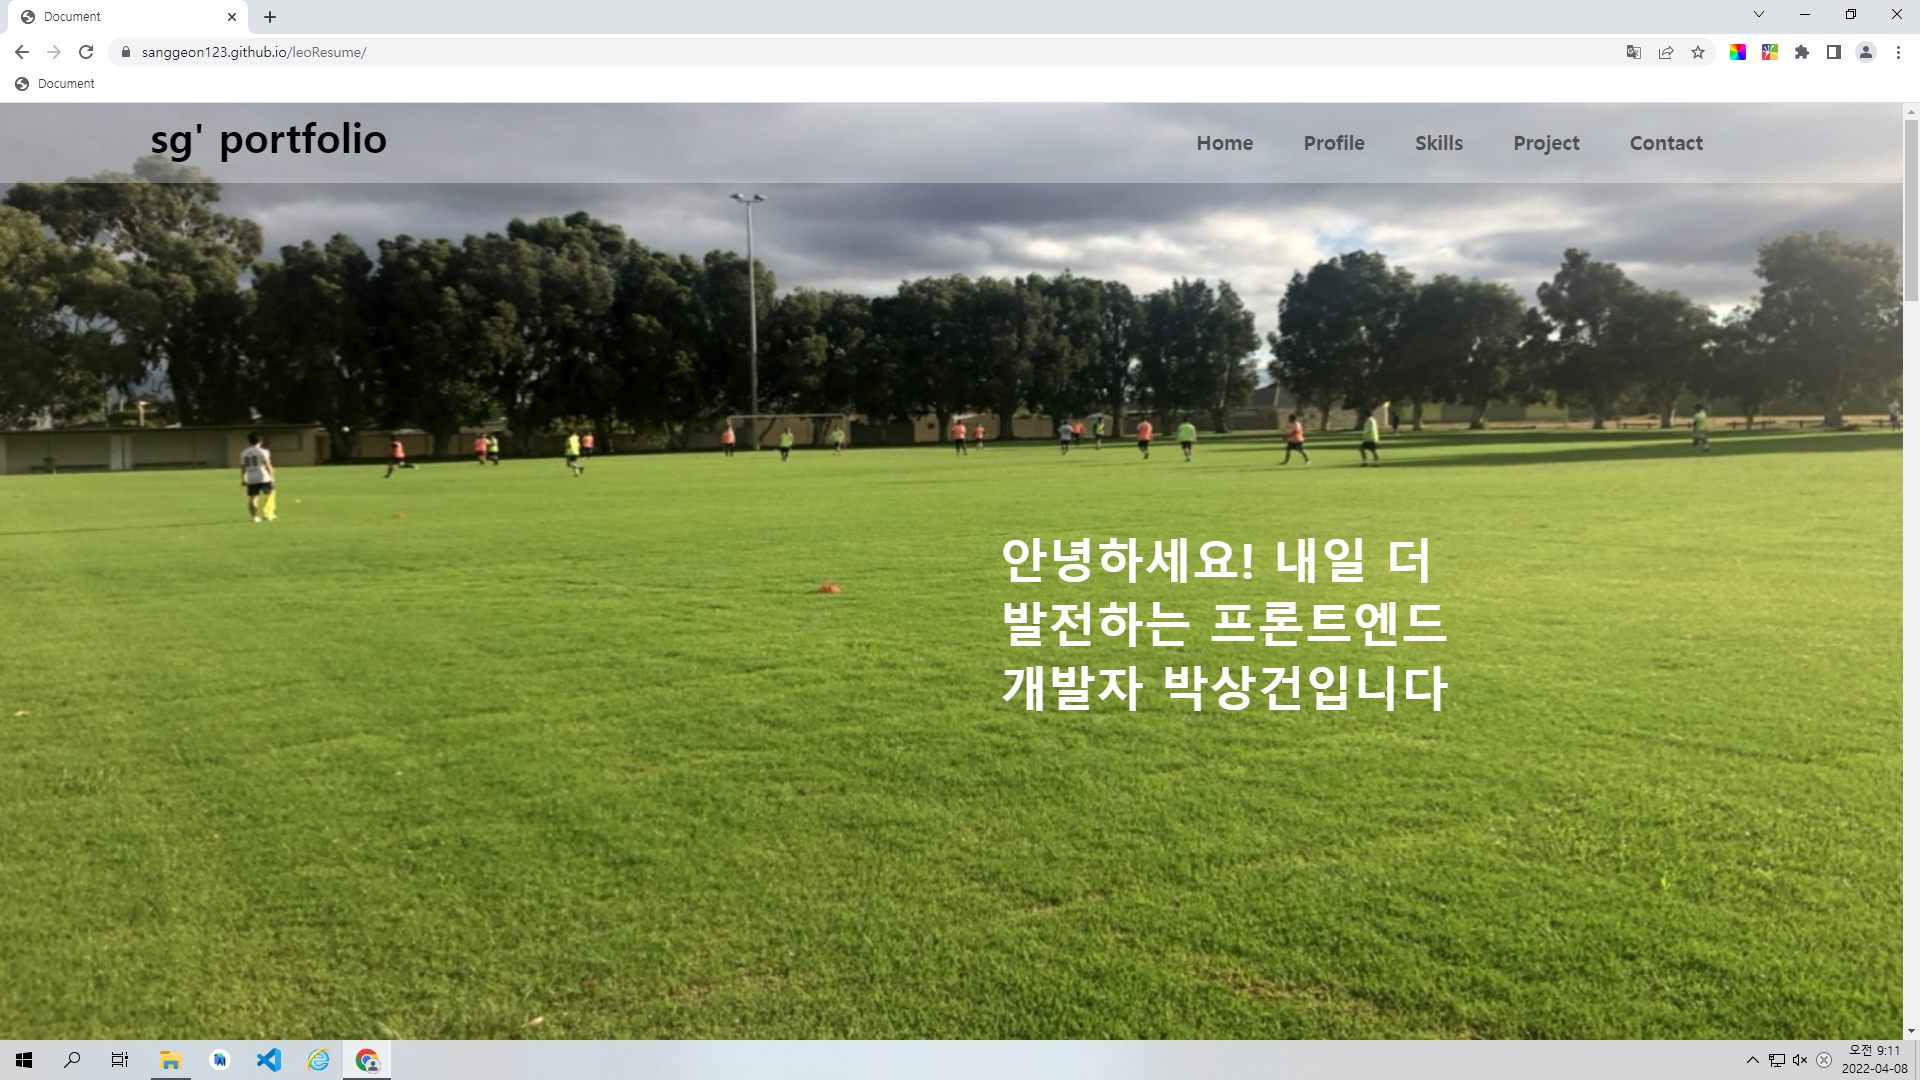 Document
sanggeon123.github.io/leoResume/
Document
sg' portfolio
Home Profile Skills Project Contact
안녕하세요! 내일 더
발전하는 프론트엔드
개발자 박상건입니다
오전 9:11
2022-04-08